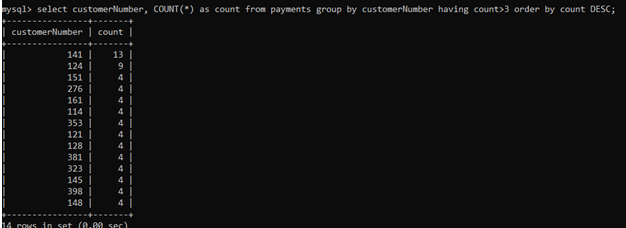 mysql> select customerNumber, COUNT(*) as count from payments group by customerNumber having count>3 order by count DESC;
+----------------+-------+
| customerNumber | count |
+----------------+-------+
|            141 |    13 |
|            124 |     9 |
|            151 |     4 |
|            276 |     4 |
|            161 |     4 |
|            114 |     4 |
|            353 |     4 |
|            121 |     4 |
|            128 |     4 |
|            381 |     4 |
|            323 |     4 |
|            145 |     4 |
|            398 |     4 |
|            148 |     4 |
+----------------+-------+
14 rows in set (0.00 sec)